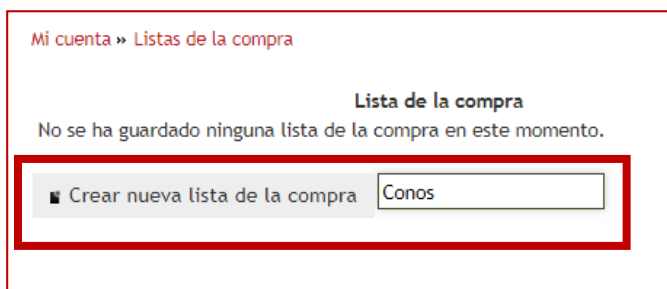 Mi cuenta » Listas de la compra
Lista de la compra
No se ha guardado ninguna lista de la compra en este momento.
Crear nueva lista de la compra Conos